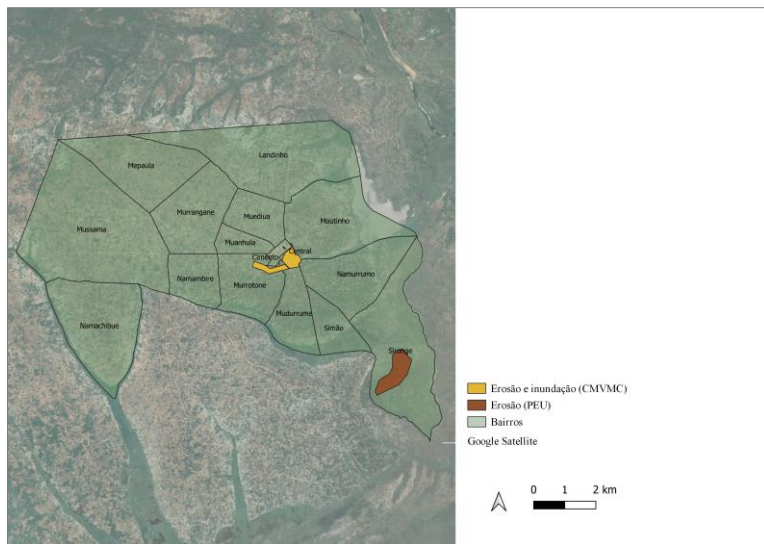 Landinho
Mepaula
Murrangane
Muediua
Moutinho
Mussama
Muanhula
Central
Cimento
Namurrumo
Namambire
Murrotone
Mudurrume
Simão
Namachibue
Sirange
Erosão e inundação (CMVMC)
Erosão (PEU)
Bairros
Google Satellite
0 1 2 km